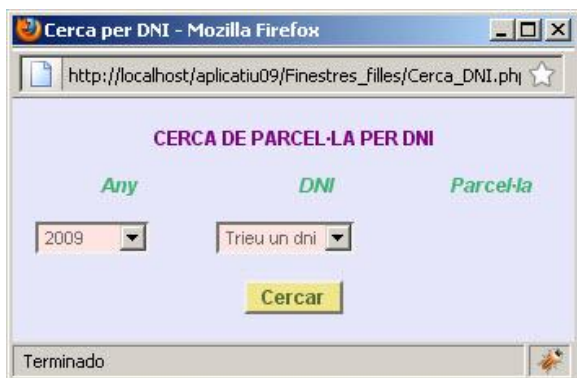 Cerca per DNI - Mozilla Firefox
http://localhost/aplicatiu09/Finestres_filles/Cerca_DNI.php
CERCA DE PARCEL·LA PER DNI
Any DNI Parcel·la
2009 Trieu un dni
Cercar
Terminado